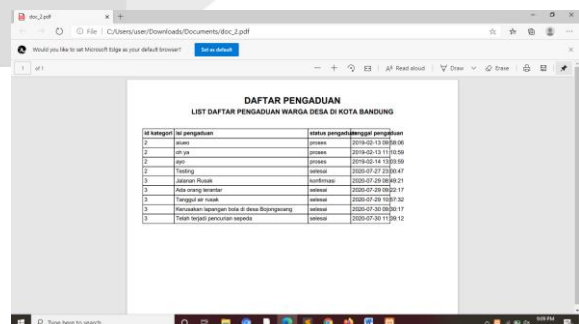 doc_2.pdf
File | C:/Users/user/Downloads/Documents/doc_2.pdf
Would you like to set Microsoft Edge as your default browser? Set as default
1 of 1 Read aloud Draw Erase
DAFTAR PENGADUAN
LIST DAFTAR PENGADUAN WARGA DESA DI KOTA BANDUNG
id kategori isi pengaduan status pengaduan tanggal pengaduan
2 proses 2019-02-13 09:58:06
2 oh ya proses 2019-02-13 11:10:59
2 ayo proses 2019-02-14 13:03:59
2 Testing selesai 2020-07-27 23:00:47
3 Jalanan Rusak konfirmasi 2020-07-29 08:49:21
3 Ada orang terlantar selesai 2020-07-29 09:22:17
3 Tanggul air rusak selesai 2020-07-29 10:57:32
3 Kerusakan lapangan bola di desa Bojongsoang selesai 2020-07-30 09:30:17
3 Telah terjadi pencurian sepeda selesai 2020-07-30 11:39:12
Type here to search 9:09 PM